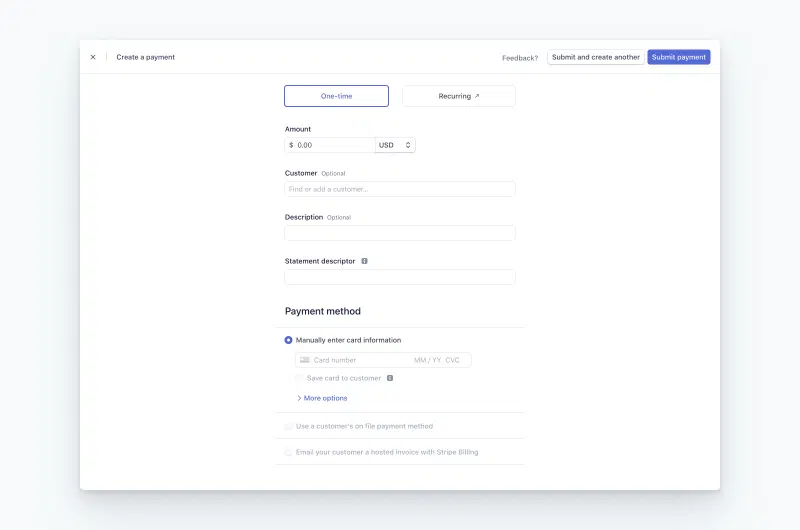 Create a payment
Feedback?
Submit and create another
Submit payment
One-time
Recurring ↗
Amount
$ 0.00
USD
Customer Optional
Find or add a customer...
Description Optional
Statement descriptor
Payment method
Manually enter card information
Card number MM / YY CVC
Save card to customer
More options
Use a customer's on file payment method
Email your customer a hosted invoice with Stripe Billing